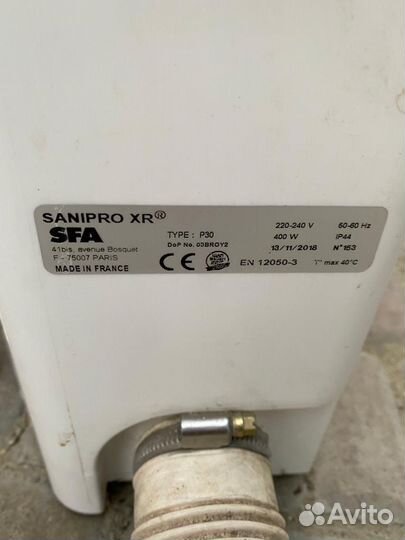 SANIPRO XR®
SFA
41bis, avenue Bosquet
F - 75007 PARIS
MADE IN FRANCE
TYPE : P30
DoP No. 03BROY2
220-240 V 50-60 Hz
400 W IP44
13/11/2018 N° 153
CE EN 12050-3 T° max 40°C
Avito